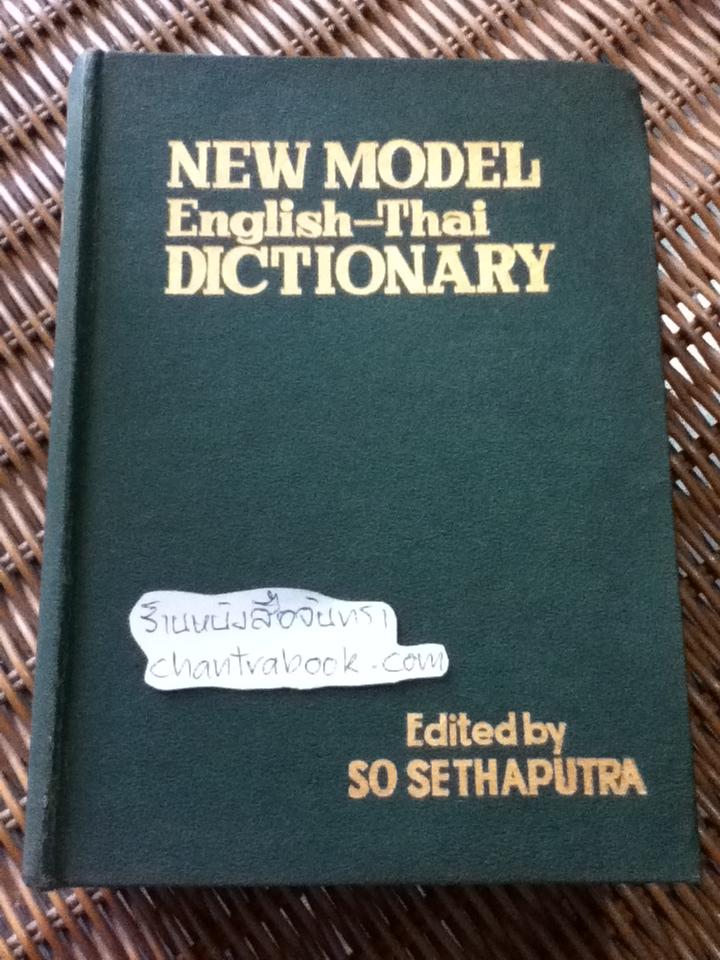 NEW MODEL
English–Thai
DICTIONARY
ร้านหนังสือจันทรา
chantrabook.com
Edited by
SO SETHAPUTRA